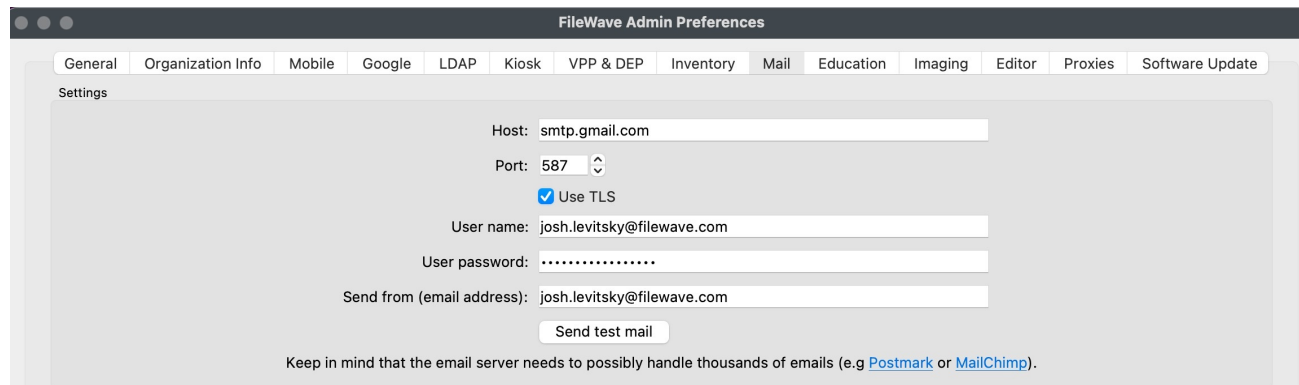 FileWave Admin Preferences
General Organization Info Mobile Google LDAP Kiosk VPP & DEP Inventory Mail Education Imaging Editor Proxies Software Update
Settings
Host: smtp.gmail.com
Port: 587
Use TLS
User name: josh.levitsky@filewave.com
User password: •••••••••••••••••
Send from (email address): josh.levitsky@filewave.com
Send test mail
Keep in mind that the email server needs to possibly handle thousands of emails (e.g Postmark or MailChimp).